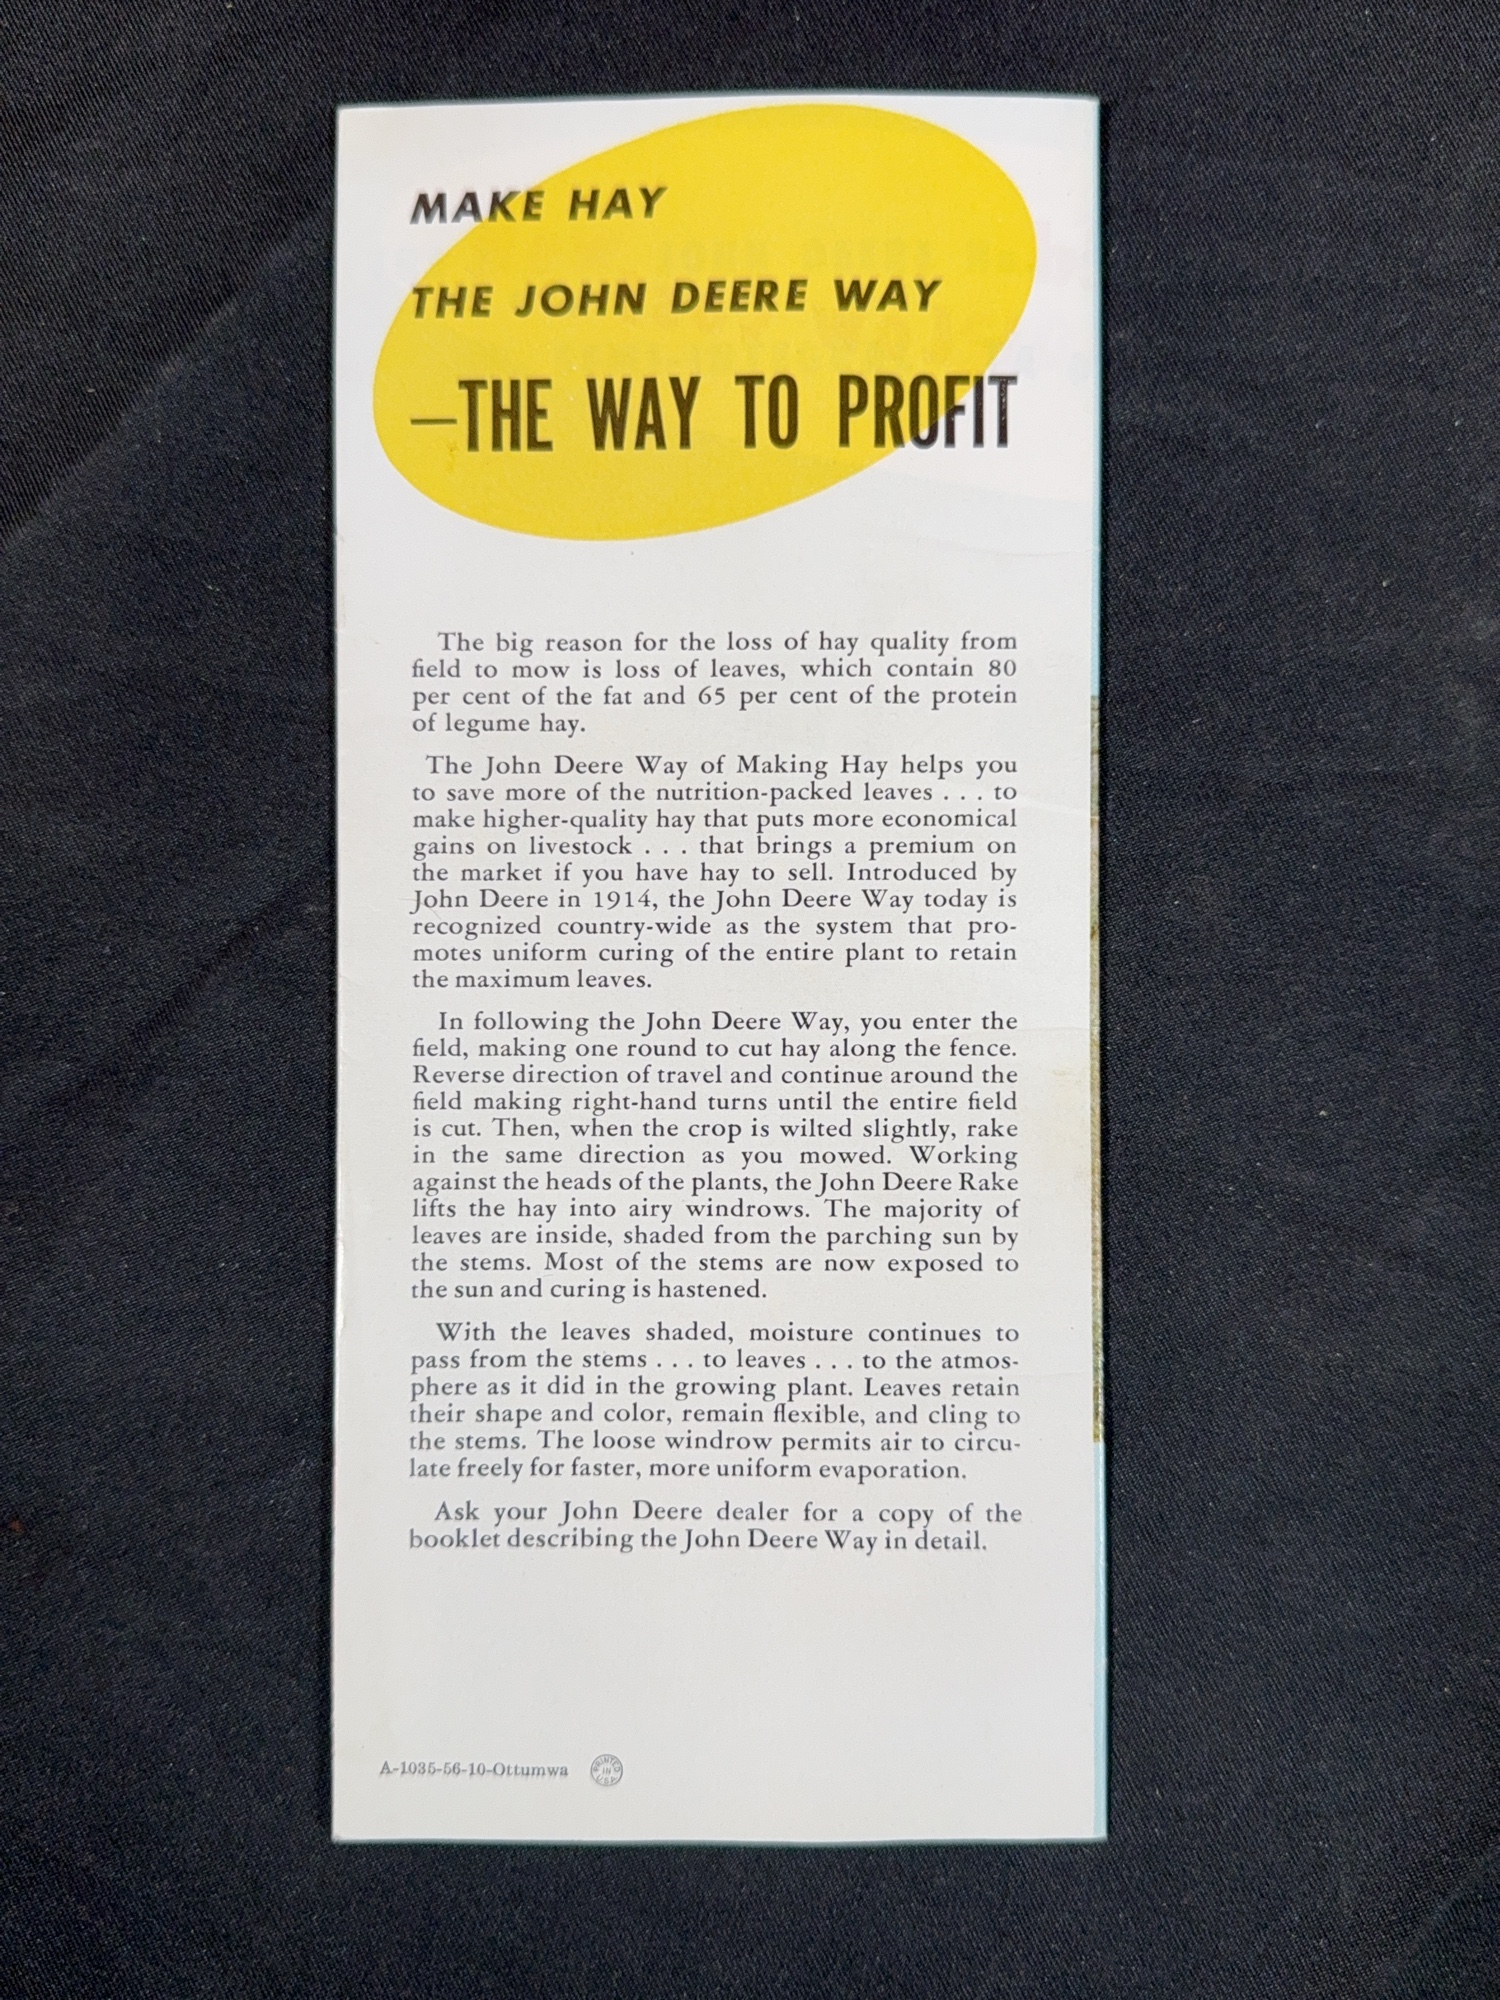 MAKE HAY
THE JOHN DEERE WAY
—THE WAY TO PROFIT
The big reason for the loss of hay quality from
field to mow is loss of leaves, which contain 80
per cent of the fat and 65 per cent of the protein
of legume hay.
The John Deere Way of Making Hay helps you
to save more of the nutrition-packed leaves . . . to
make higher-quality hay that puts more economical
gains on livestock . . . that brings a premium on
the market if you have hay to sell. Introduced by
John Deere in 1914, the John Deere Way today is
recognized country-wide as the system that pro-
motes uniform curing of the entire plant to retain
the maximum leaves.
In following the John Deere Way, you enter the
field, making one round to cut hay along the fence.
Reverse direction of travel and continue around the
field making right-hand turns until the entire field
is cut. Then, when the crop is wilted slightly, rake
in the same direction as you mowed. Working
against the heads of the plants, the John Deere Rake
lifts the hay into airy windrows. The majority of
leaves are inside, shaded from the parching sun by
the stems. Most of the stems are now exposed to
the sun and curing is hastened.
With the leaves shaded, moisture continues to
pass from the stems . . . to leaves . . . to the atmos-
phere as it did in the growing plant. Leaves retain
their shape and color, remain flexible, and cling to
the stems. The loose windrow permits air to circu-
late freely for faster, more uniform evaporation.
Ask your John Deere dealer for a copy of the
booklet describing the John Deere Way in detail.
A-1035-56-10-Ottumwa
PRINTED
IN
USA